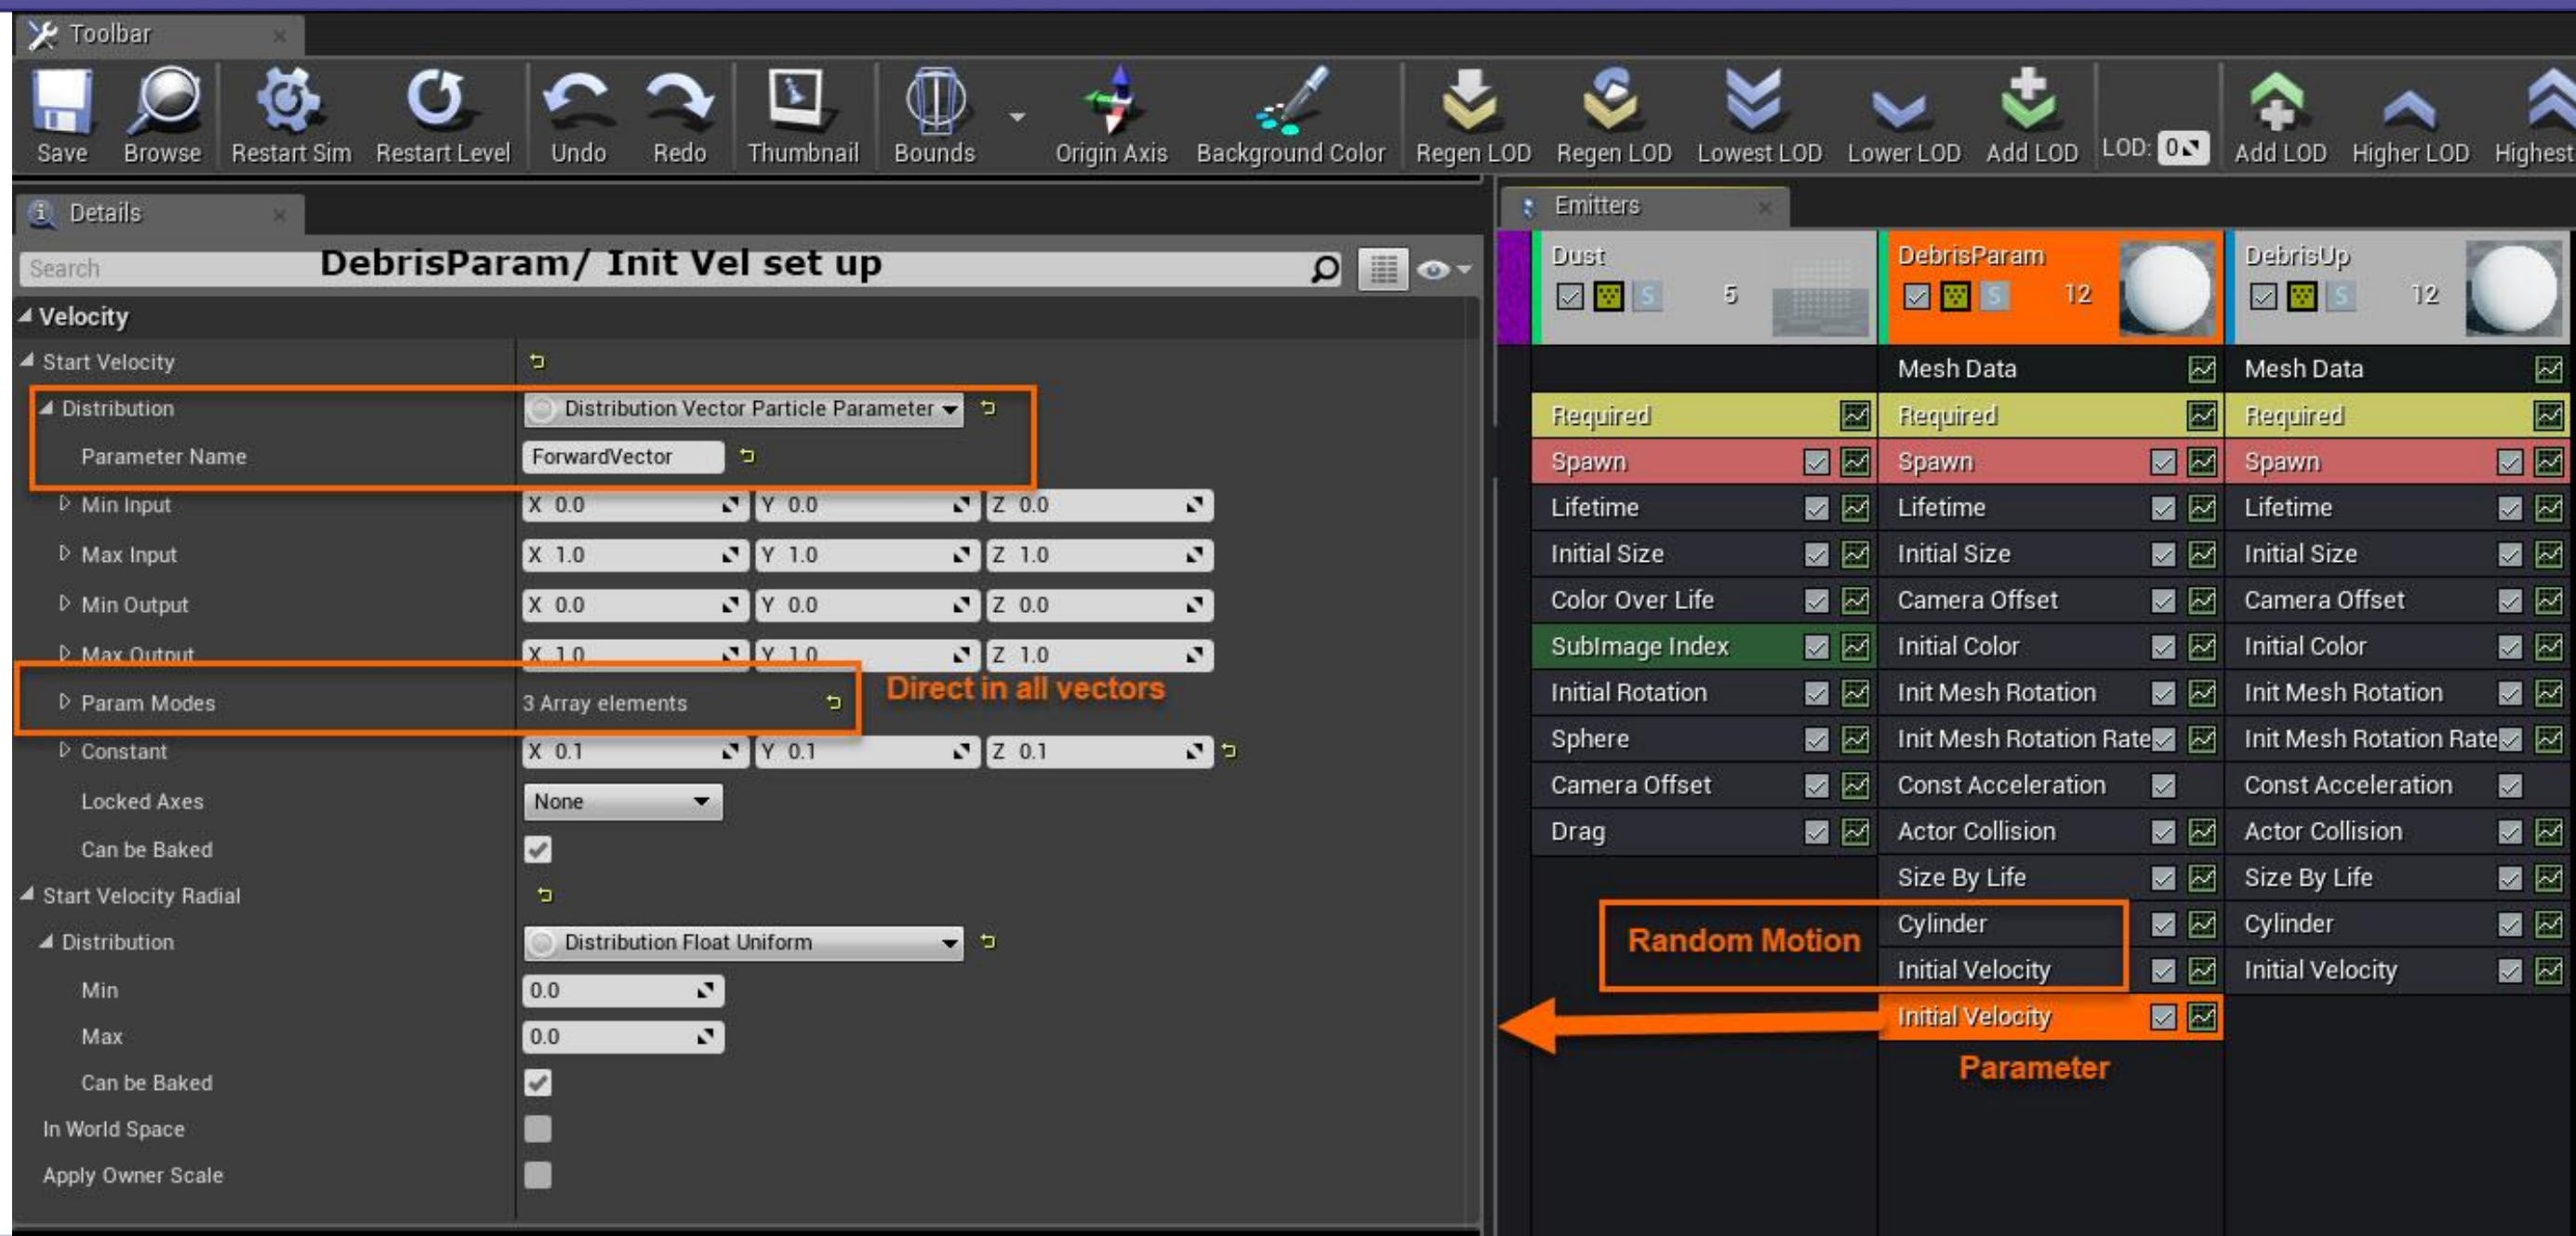 Toolbar
Save Browse Restart Sim Restart Level Undo Redo Thumbnail Bounds Origin Axis Background Color Regen LOD Regen LOD Lowest LOD Lower LOD Add LOD LOD: 0 Add LOD Higher LOD Highest
Details
Search
DebrisParam/ Init Vel set up
Velocity
Start Velocity
Distribution Distribution Vector Particle Parameter
Parameter Name ForwardVector
Min Input X 0.0 Y 0.0 Z 0.0
Max Input X 1.0 Y 1.0 Z 1.0
Min Output X 0.0 Y 0.0 Z 0.0
Max Output X 1.0 Y 1.0 Z 1.0
Direct in all vectors
Param Modes 3 Array elements
Constant X 0.1 Y 0.1 Z 0.1
Locked Axes None
Can be Baked
Start Velocity Radial
Distribution Distribution Float Uniform
Min 0.0
Max 0.0
Can be Baked
In World Space
Apply Owner Scale
Emitters
Dust
S 5
Required
Spawn
Lifetime
Initial Size
Color Over Life
SubImage Index
Initial Rotation
Sphere
Camera Offset
Drag
DebrisParam
S 12
Mesh Data
Required
Spawn
Lifetime
Initial Size
Camera Offset
Initial Color
Init Mesh Rotation
Init Mesh Rotation Rate
Const Acceleration
Actor Collision
Size By Life
Cylinder
Random Motion
Initial Velocity
Initial Velocity
Parameter
DebrisUp
S 12
Mesh Data
Required
Spawn
Lifetime
Initial Size
Camera Offset
Initial Color
Init Mesh Rotation
Init Mesh Rotation Rate
Const Acceleration
Actor Collision
Size By Life
Cylinder
Initial Velocity